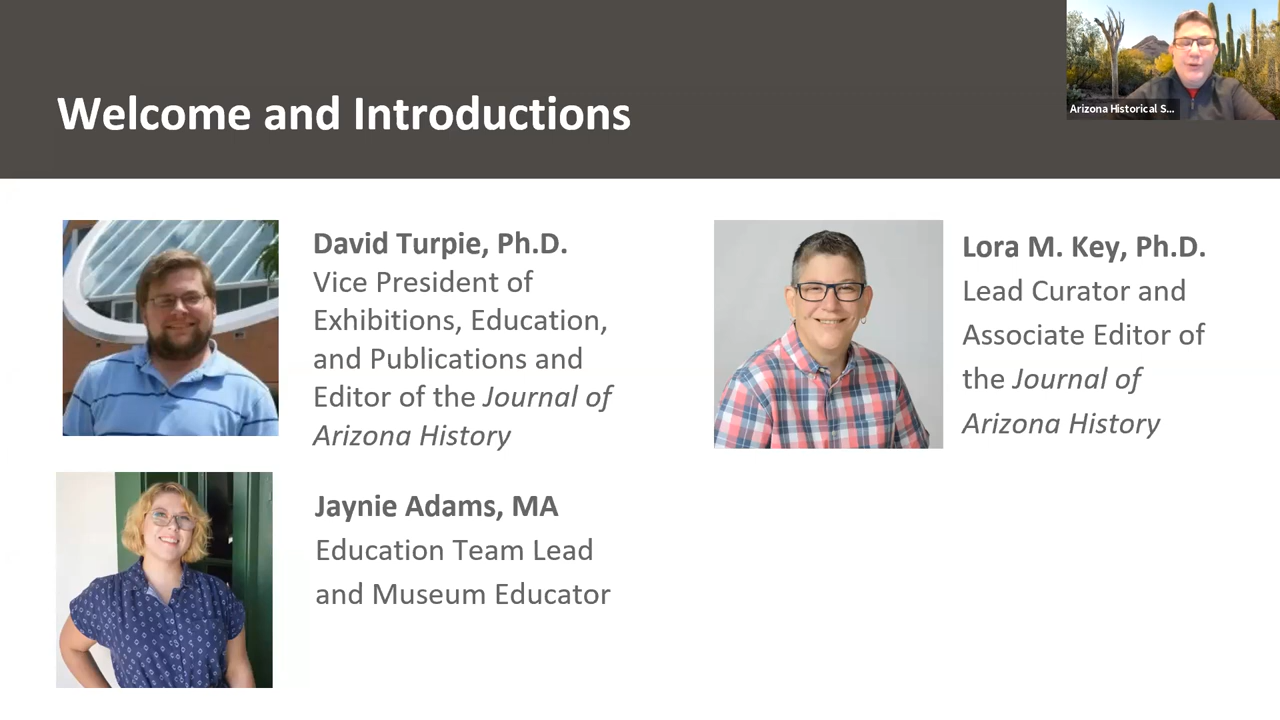 Welcome and Introductions
Arizona Historical S...
David Turpie, Ph.D.
Vice President of
Exhibitions, Education,
and Publications and
Editor of the Journal of
Arizona History
Lora M. Key, Ph.D.
Lead Curator and
Associate Editor of
the Journal of
Arizona History
Jaynie Adams, MA
Education Team Lead
and Museum Educator